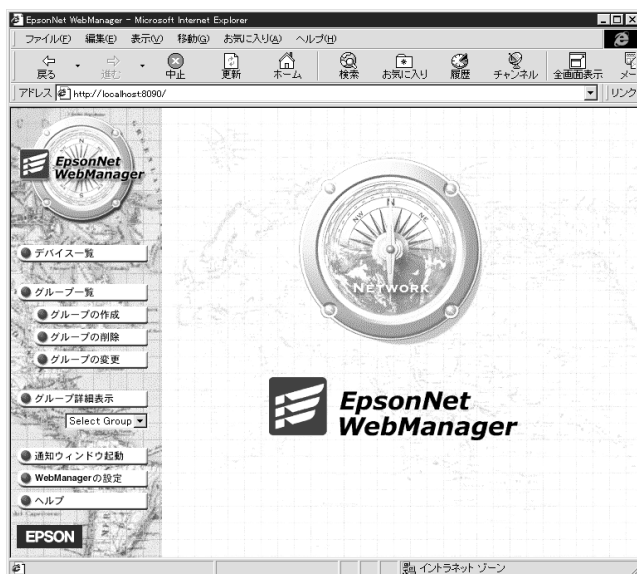 EpsonNet WebManager - Microsoft Internet Explorer
ファイル(F) 編集(E) 表示(V) 移動(G) お気に入り(A) ヘルプ(H)
戻る 進む 中止 更新 ホーム 検索 お気に入り 履歴 チャンネル 全画面表示 メー
アドレス http://localhost:8090/ リンク
EpsonNet
WebManager
デバイス一覧
グループ一覧
グループの作成
グループの削除
グループの変更
グループ詳細表示
Select Group
通知ウィンドウ起動
WebManagerの設定
ヘルプ
EPSON
N
NW
NE
NETWORK
EpsonNet
WebManager
イントラネット ゾーン